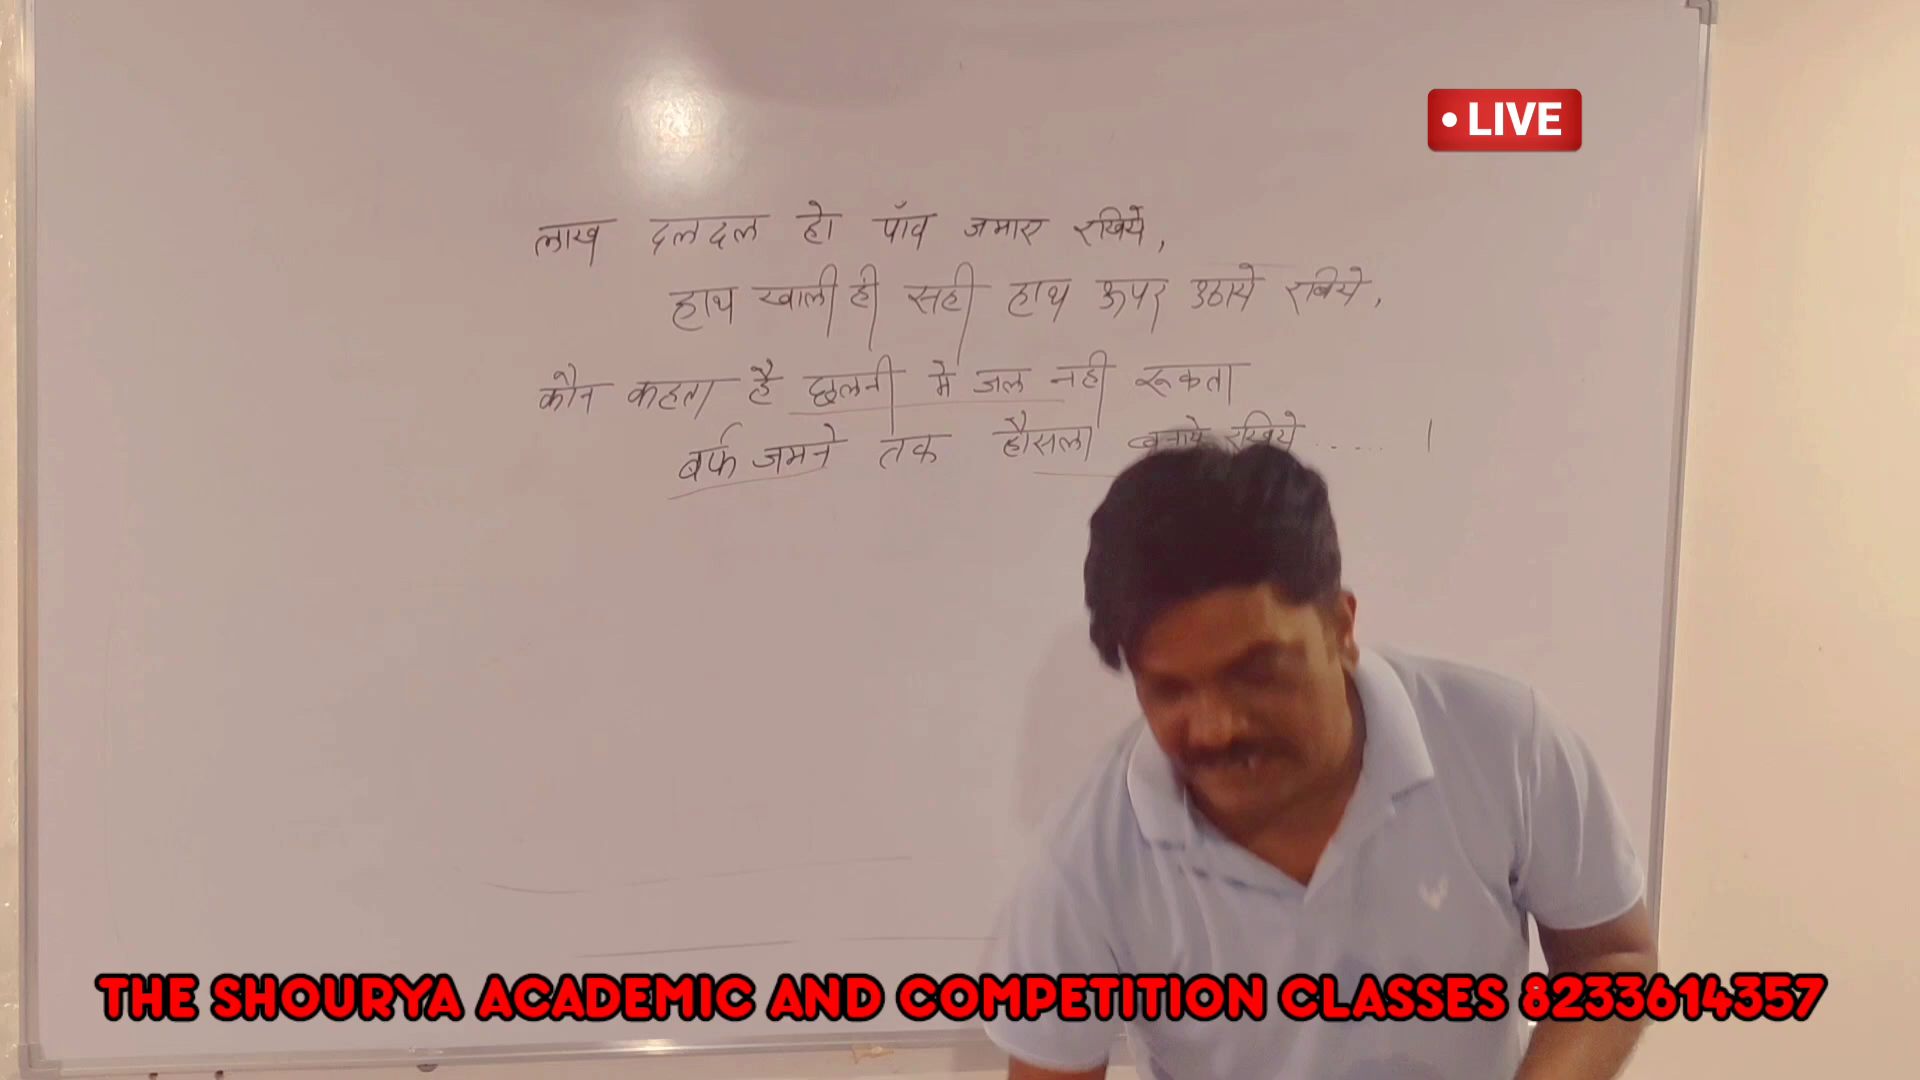 • LIVE
लाख दलदल हो पाँव जमाए रखिये,
हाथ खाली ही सही हाथ ऊपर उठाये रखिये,
कौन कहता है छलनी मे जल नही रूकता
बर्फ जमने तक हौसला बनाये रखिये ..... ।
THE SHOURYA ACADEMIC AND COMPETITION CLASSES 8233614357